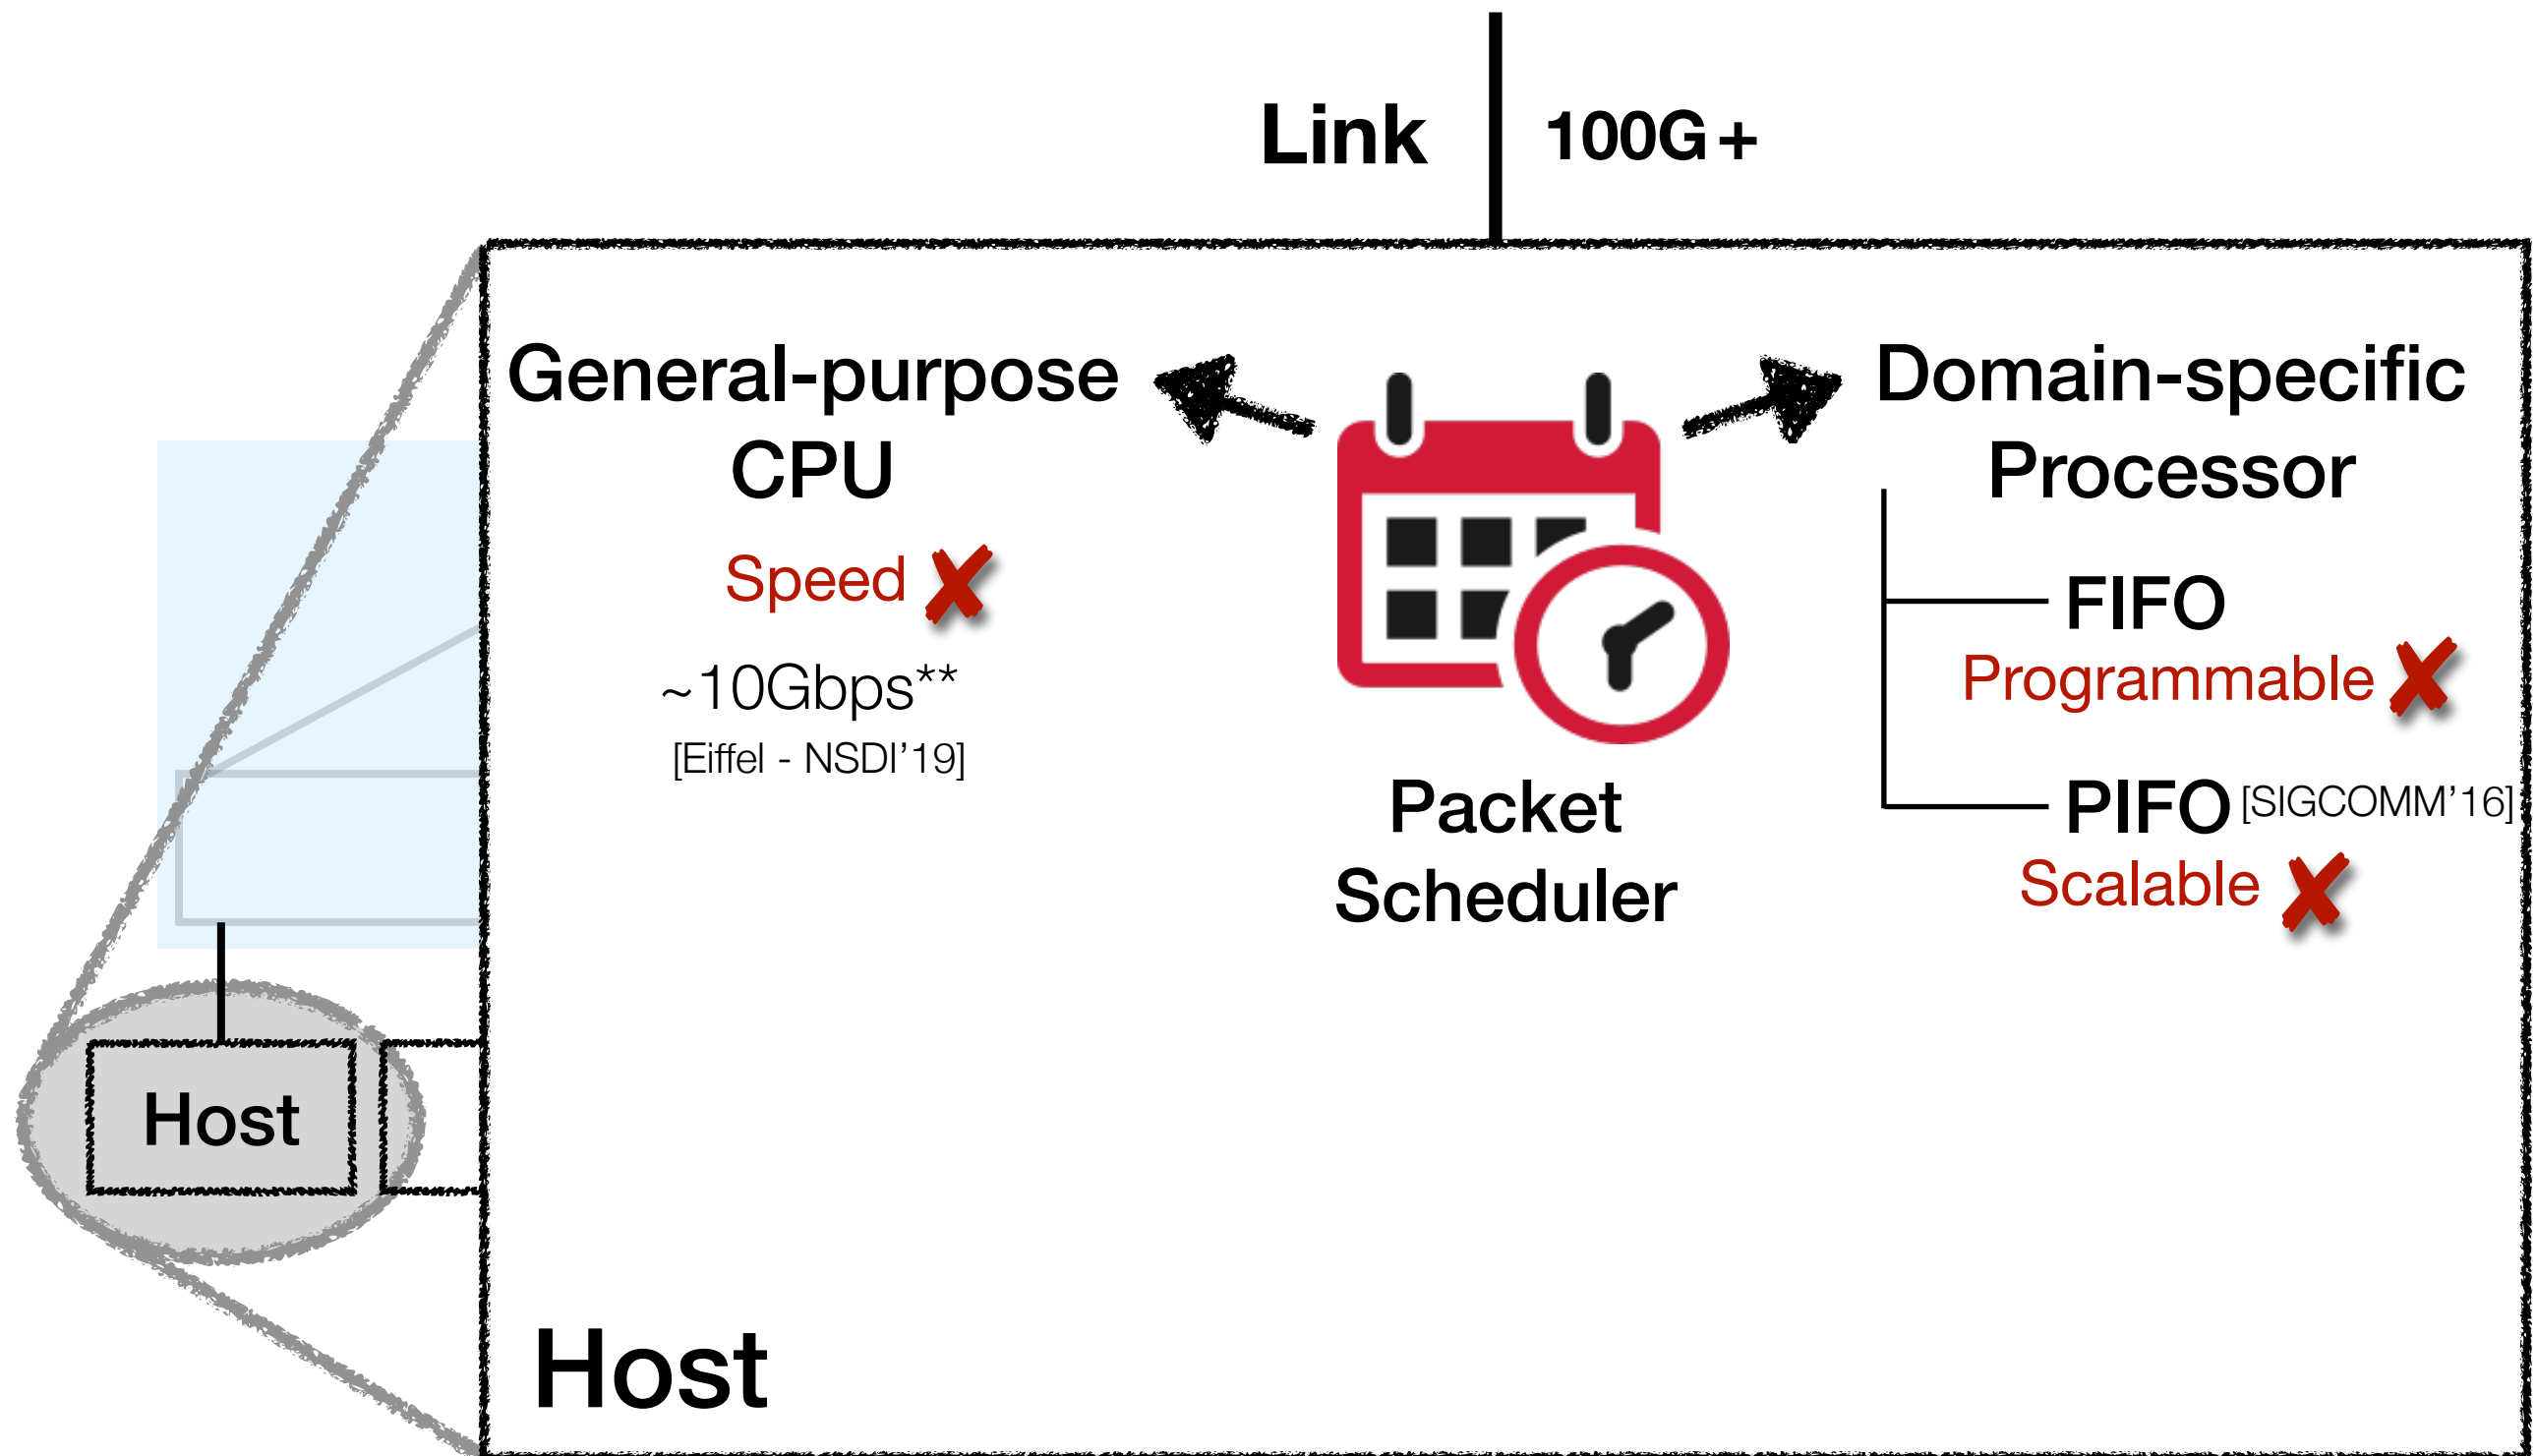 Link
100G +
General-purpose
CPU
Speed ✘
~10Gbps**
[Eiffel - NSDI’19]
Packet
Scheduler
Domain-specific
Processor
FIFO
Programmable ✘
PIFO [SIGCOMM’16]
Scalable ✘
Host
Host